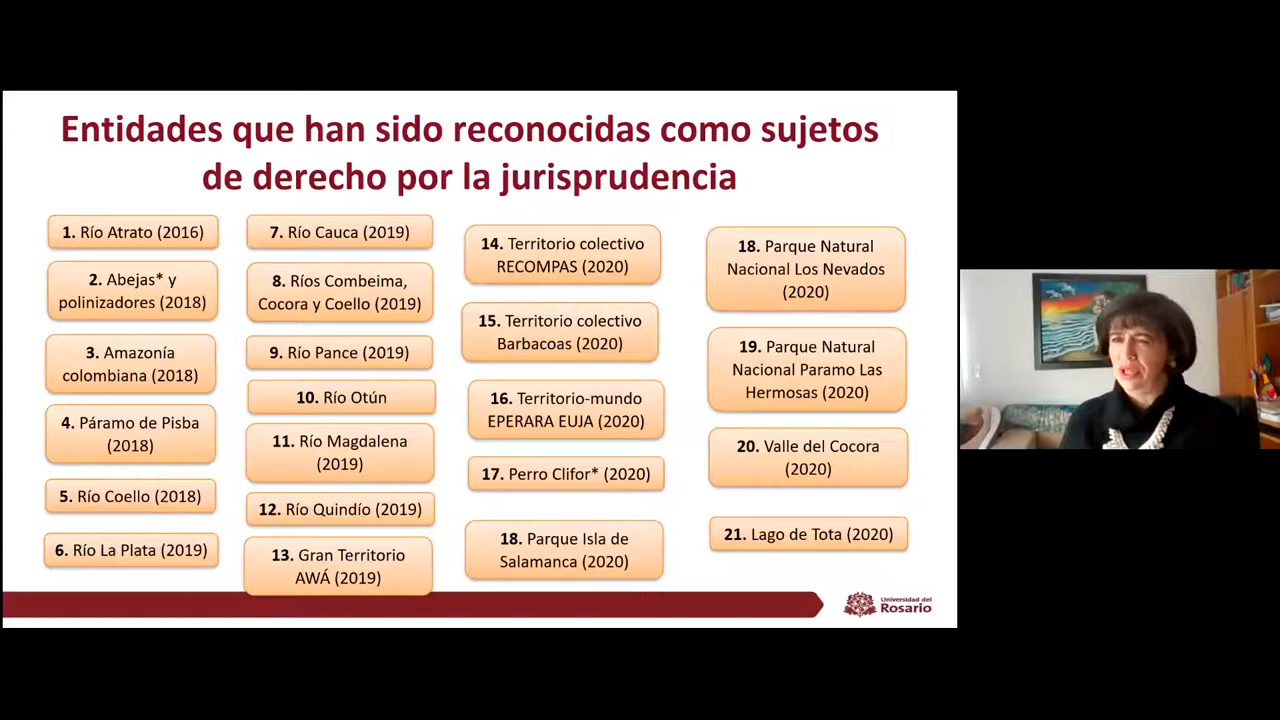 Entidades que han sido reconocidas como sujetos
de derecho por la jurisprudencia
1. Río Atrato (2016)
2. Abejas* y
polinizadores (2018)
3. Amazonía
colombiana (2018)
4. Páramo de Pisba
(2018)
5. Río Coello (2018)
6. Río La Plata (2019)
7. Río Cauca (2019)
8. Ríos Combeima,
Cocora y Coello (2019)
9. Río Pance (2019)
10. Río Otún
11. Río Magdalena
(2019)
12. Río Quindío (2019)
13. Gran Territorio
AWÁ (2019)
14. Territorio colectivo
RECOMPAS (2020)
15. Territorio colectivo
Barbacoas (2020)
16. Territorio-mundo
EPERARA EUJA (2020)
17. Perro Clifor* (2020)
18. Parque Isla de
Salamanca (2020)
18. Parque Natural
Nacional Los Nevados
(2020)
19. Parque Natural
Nacional Paramo Las
Hermosas (2020)
20. Valle del Cocora
(2020)
21. Lago de Tota (2020)
Universidad del
Rosario